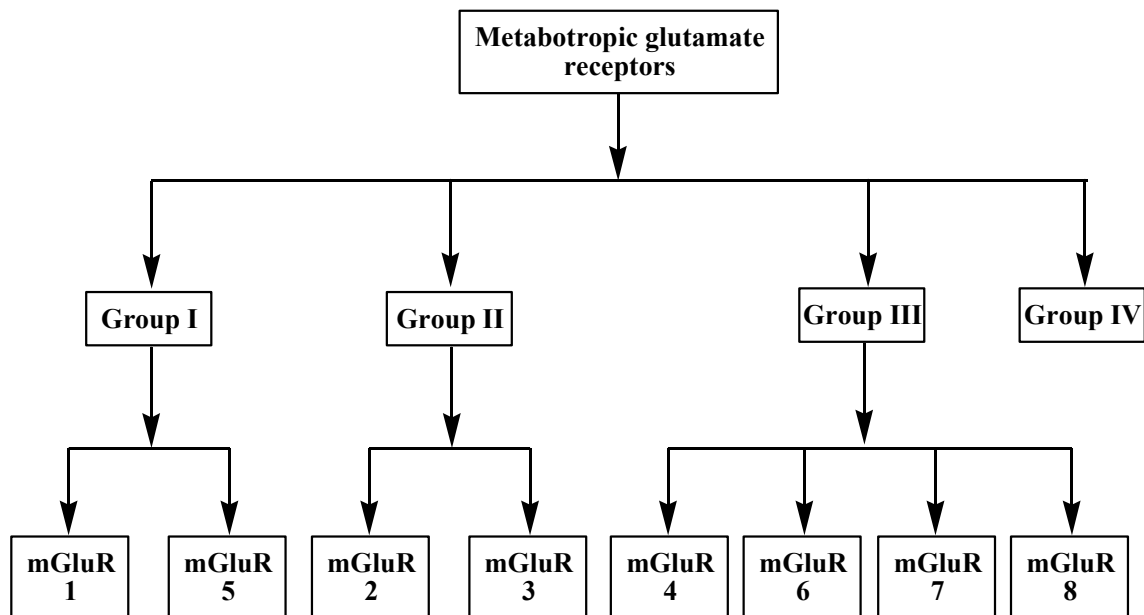 Metabotropic glutamate
receptors
Group I
Group II
Group III
Group IV
mGluR
1
mGluR
5
mGluR
2
mGluR
3
mGluR
4
mGluR
6
mGluR
7
mGluR
8